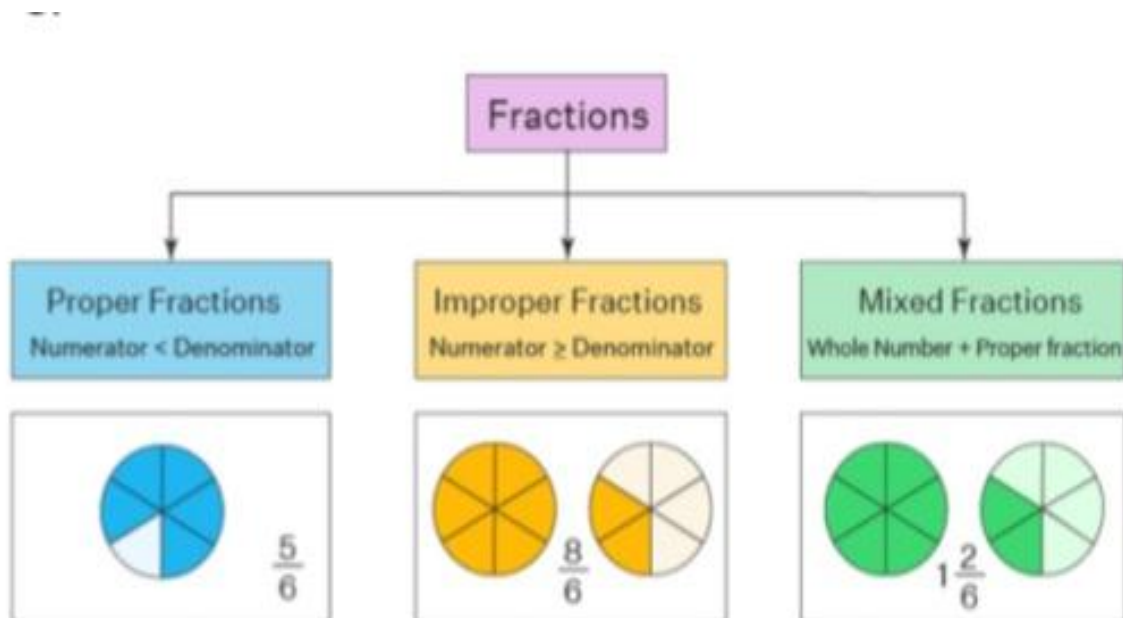 Fractions
Proper Fractions
Numerator < Denominator
Improper Fractions
Numerator ≥ Denominator
Mixed Fractions
Whole Number + Proper fraction
5/6
8/6
1 2/6